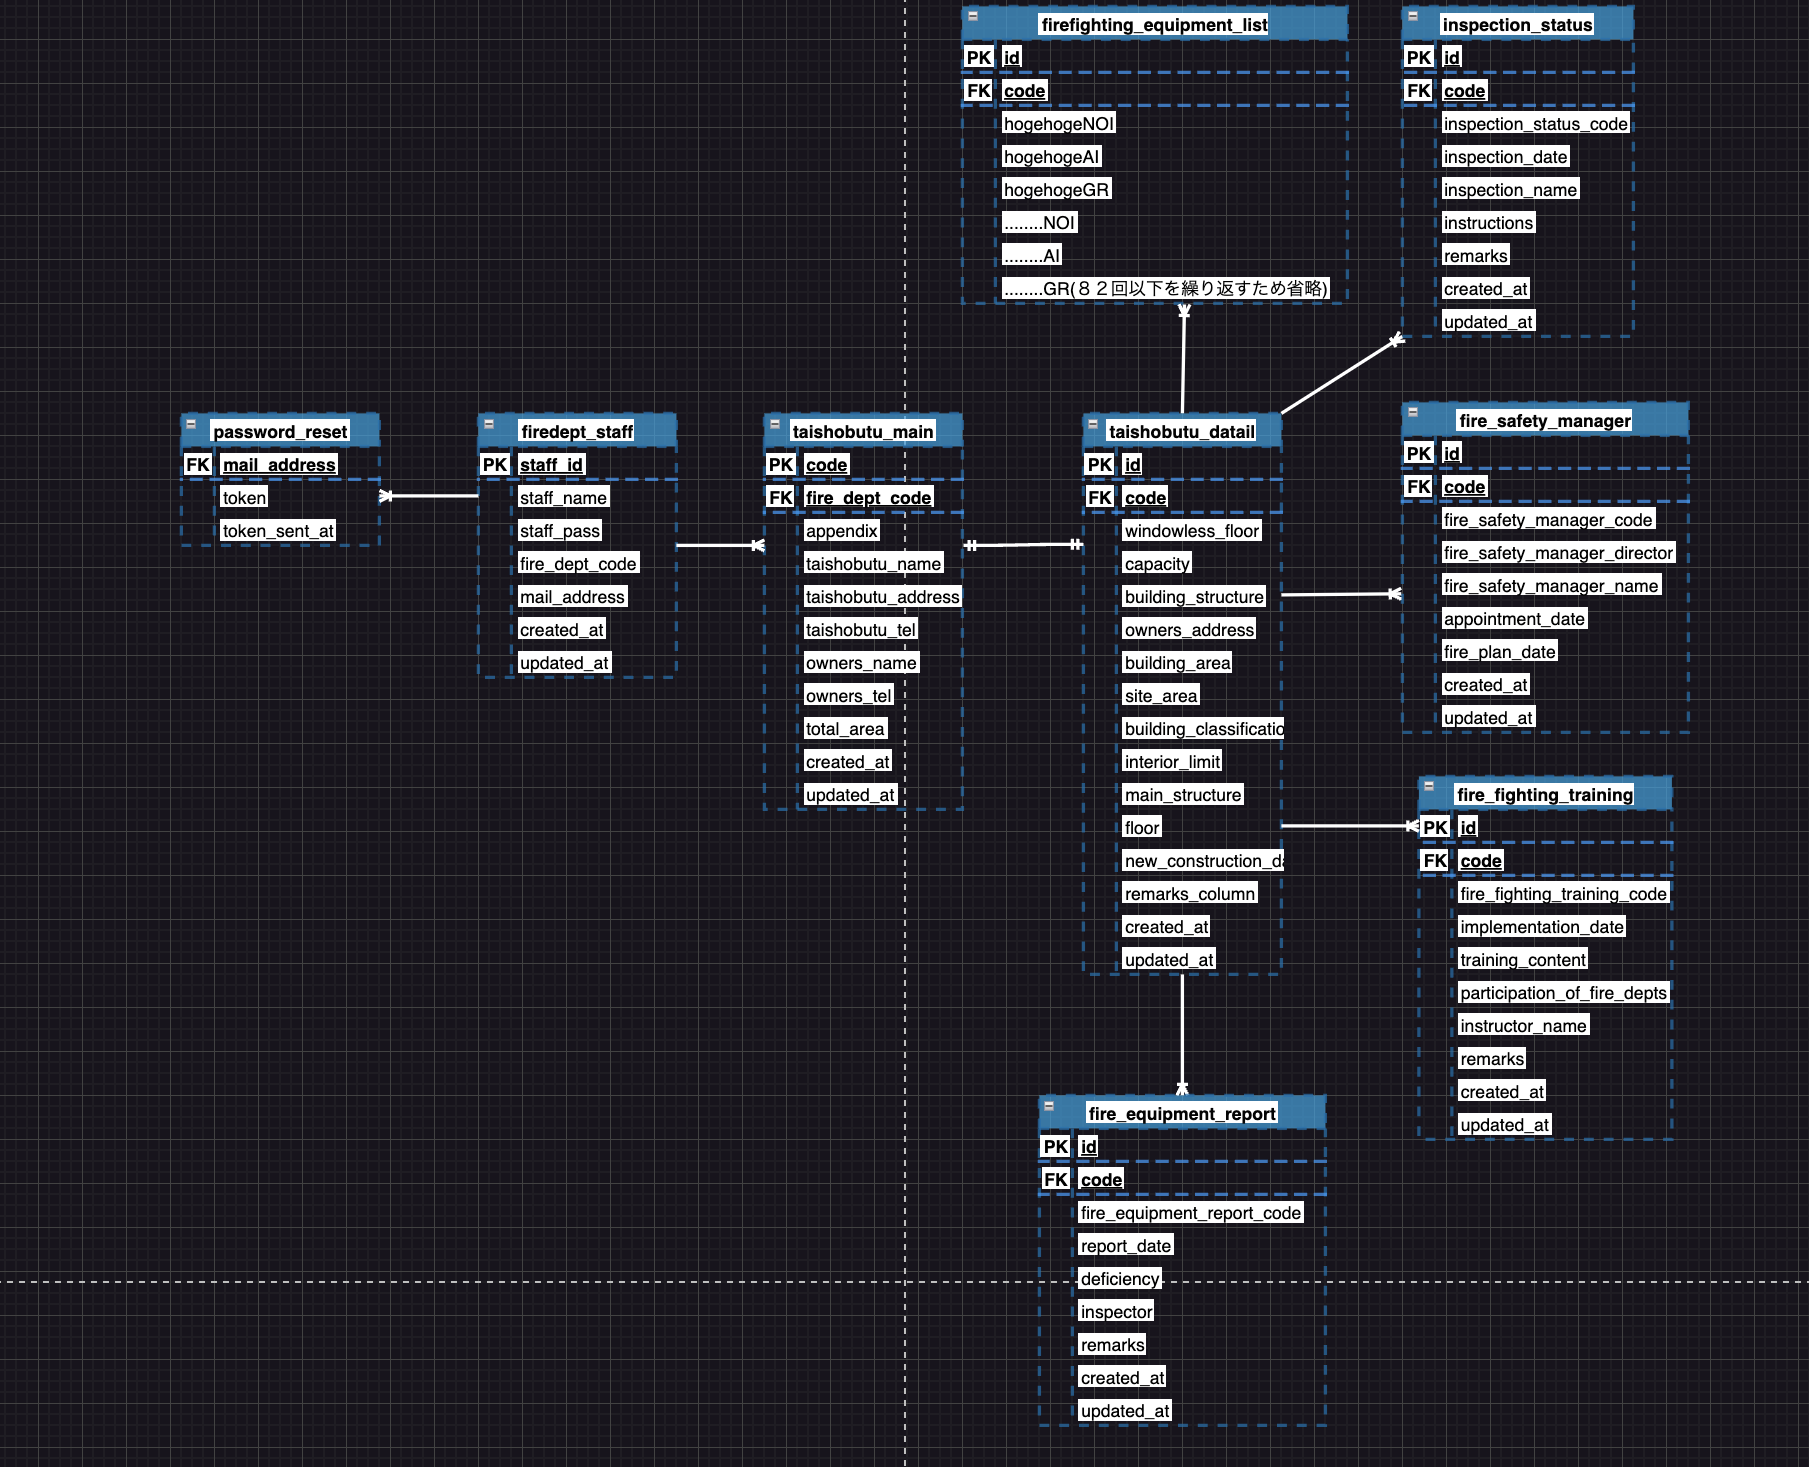 firefighting_equipment_list
PK id
FK code
hogehogeNOI
hogehogeAI
hogehogeGR
........NOI
........AI
........GR(８２回以下を繰り返すため省略)
inspection_status
PK id
FK code
inspection_status_code
inspection_date
inspection_name
instructions
remarks
created_at
updated_at
password_reset
FK mail_address
token
token_sent_at
firedept_staff
PK staff_id
staff_name
staff_pass
fire_dept_code
mail_address
created_at
updated_at
taishobutu_main
PK code
FK fire_dept_code
appendix
taishobutu_name
taishobutu_address
taishobutu_tel
owners_name
owners_tel
total_area
created_at
updated_at
taishobutu_datail
PK id
FK code
windowless_floor
capacity
building_structure
owners_address
building_area
site_area
building_classificatio
interior_limit
main_structure
floor
new_construction_da
remarks_column
created_at
updated_at
fire_safety_manager
PK id
FK code
fire_safety_manager_code
fire_safety_manager_director
fire_safety_manager_name
appointment_date
fire_plan_date
created_at
updated_at
fire_fighting_training
PK id
FK code
fire_fighting_training_code
implementation_date
training_content
participation_of_fire_depts
instructor_name
remarks
created_at
updated_at
fire_equipment_report
PK id
FK code
fire_equipment_report_code
report_date
deficiency
inspector
remarks
created_at
updated_at